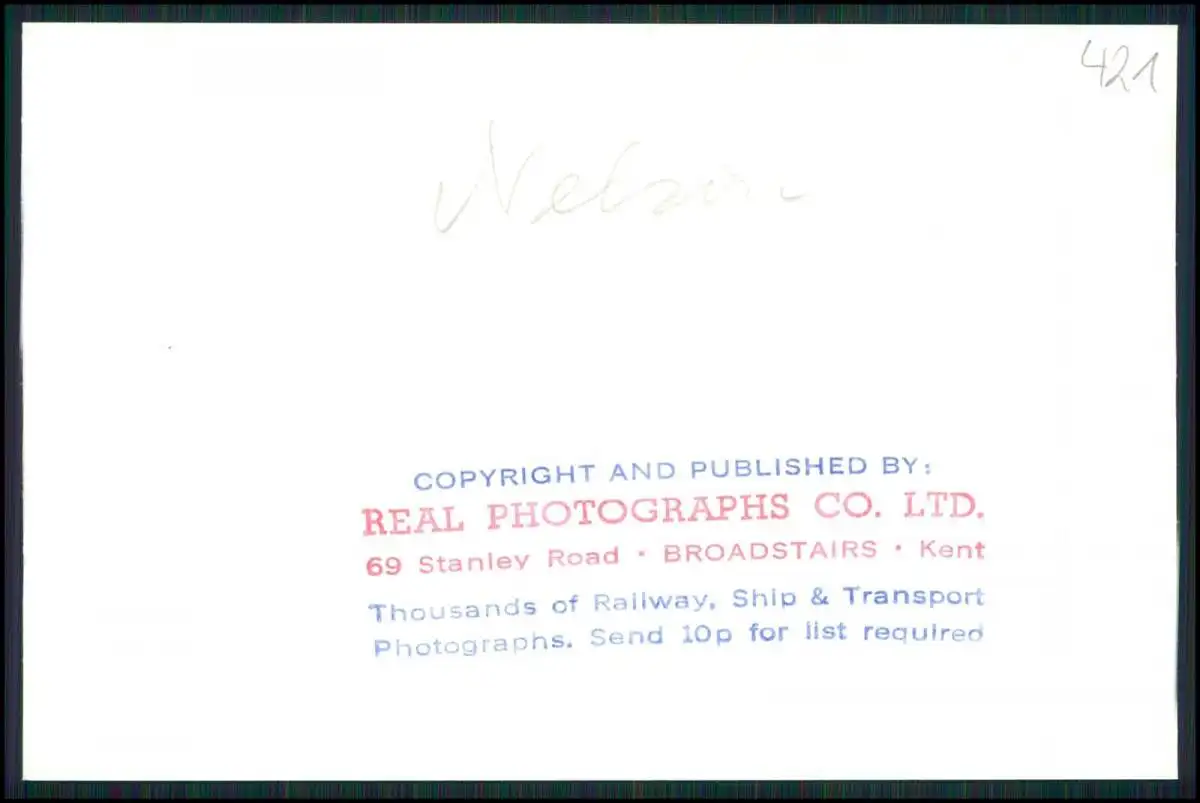 421
Nelson
COPYRIGHT AND PUBLISHED BY:
REAL PHOTOGRAPHS CO. LTD.
69 Stanley Road · BROADSTAIRS · Kent
Thousands of Railway, Ship & Transport
Photographs. Send 10p for list required